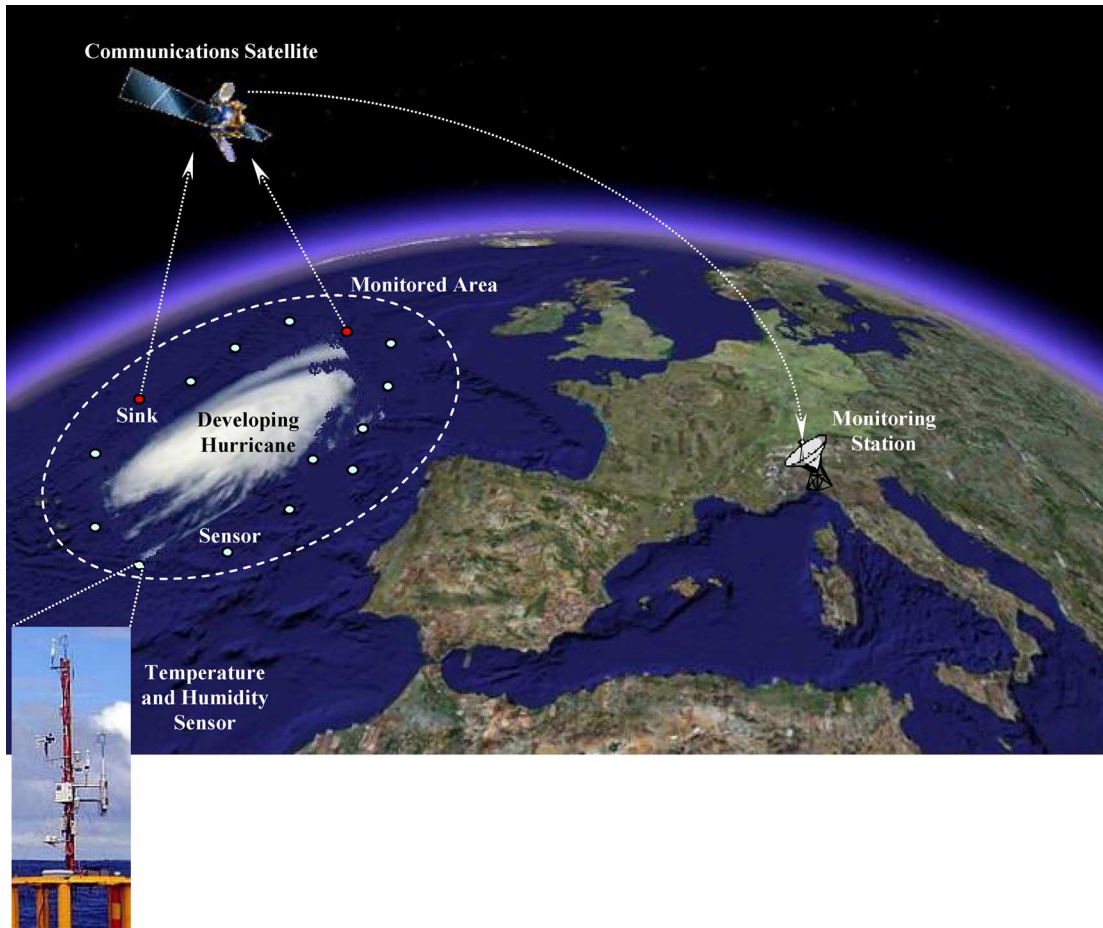 Communications Satellite
Monitored Area
Sink
Developing
Hurricane
Monitoring
Station
Sensor
Temperature
and Humidity
Sensor